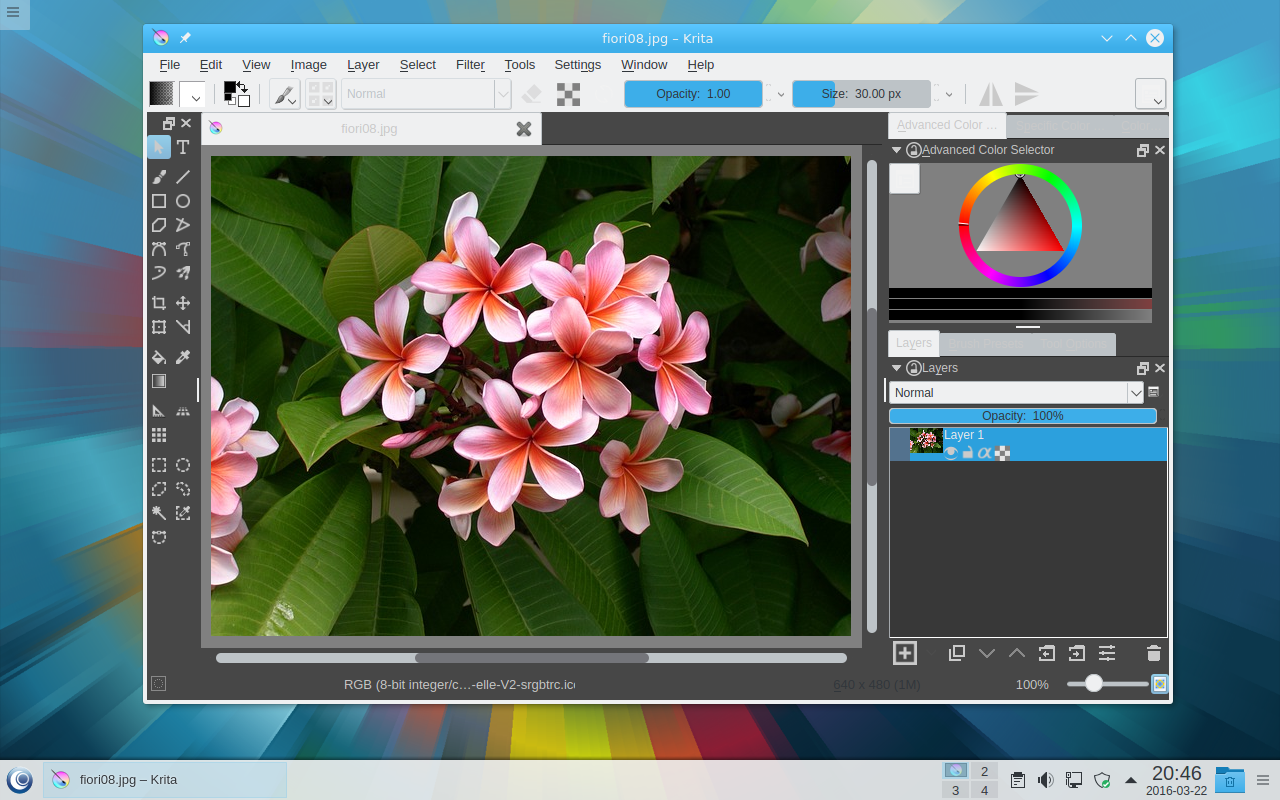 fiori08.jpg – Krita
File Edit View Image Layer Select Filter Tools Settings Window Help
Normal
Opacity: 1.00
Size: 30.00 px
fiori08.jpg
Advanced Color ...
Advanced Color Selector
Layers
Layers
Normal
Opacity: 100%
Layer 1
RGB (8-bit integer/c...-elle-V2-srgbtrc.icc
640 x 480 (1M)
100%
fiori08.jpg – Krita
2
3 4
20:46
2016-03-22